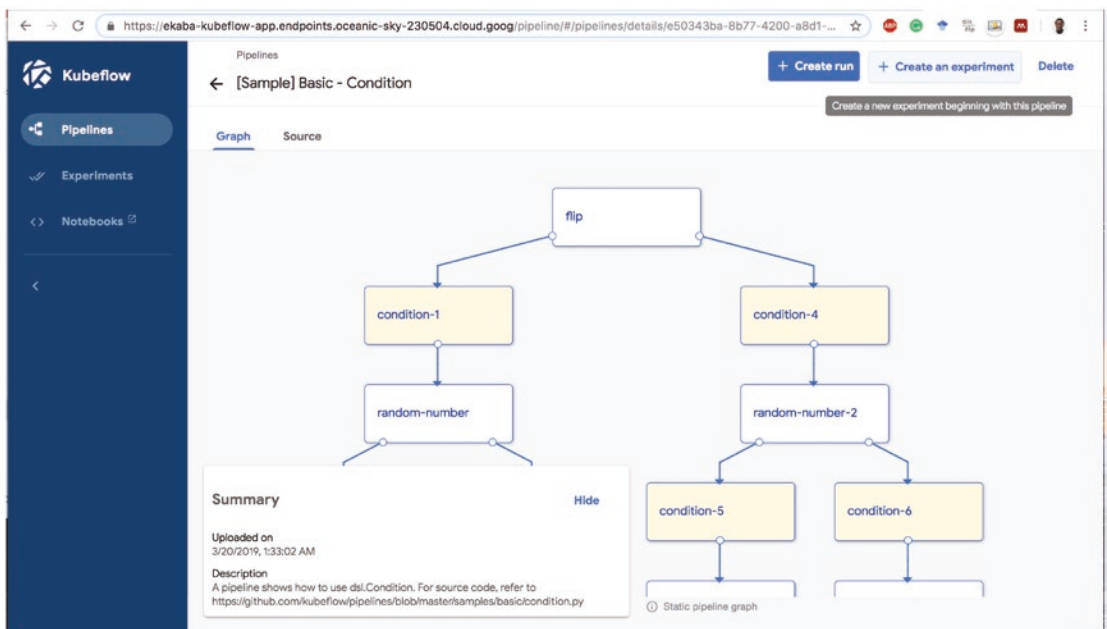 https://ekaba-kubeflow-app.endpoints.oceanic-sky-230504.cloud.goog/pipeline/#/pipelines/details/e50343ba-8b77-4200-a8d1-...
Kubeflow
Pipelines
Experiments
Notebooks
Pipelines
[Sample] Basic - Condition
+ Create run
+ Create an experiment
Delete
Create a new experiment beginning with this pipeline
Graph
Source
flip
condition-1
condition-4
random-number
random-number-2
condition-5
condition-6
Summary
Hide
Uploaded on
3/20/2019, 1:33:02 AM
Description
A pipeline shows how to use dsl.Condition. For source code, refer to
https://github.com/kubeflow/pipelines/blob/master/samples/basic/condition.py
Static pipeline graph